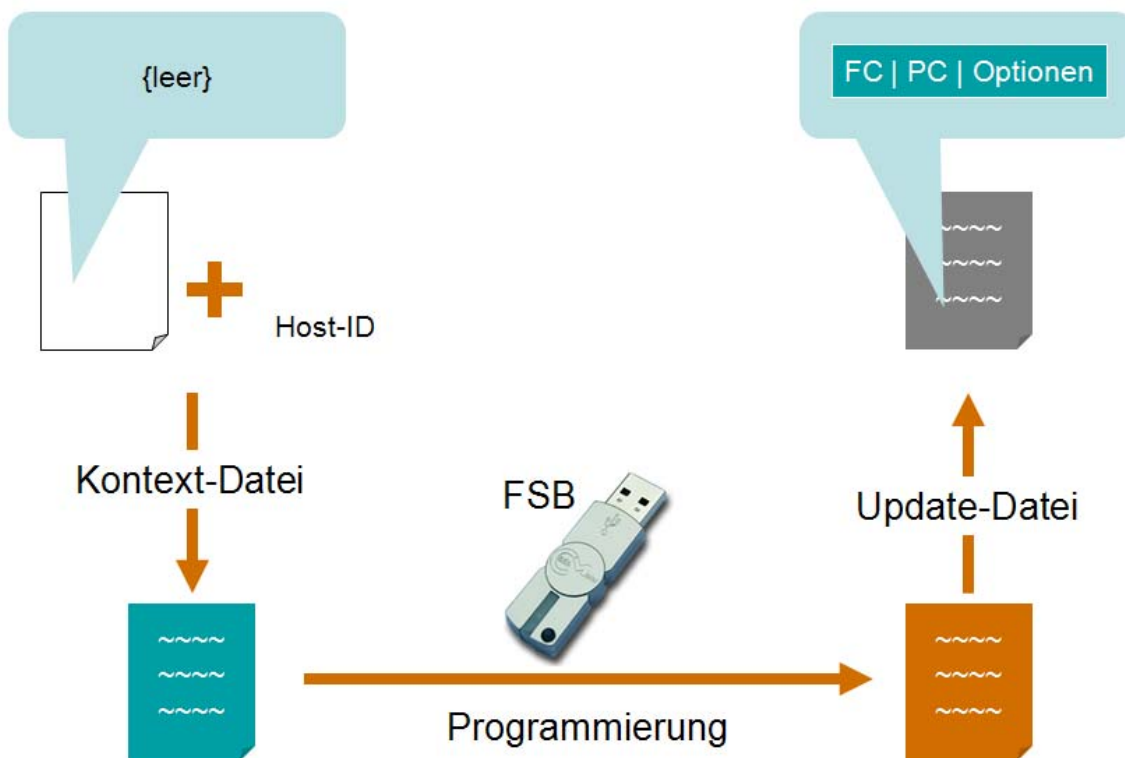 {leer}
FC | PC | Optionen
~~~~
~~~~
~~~~
Host-ID
Kontext-Datei
FSB
Update-Datei
~~~~
~~~~
~~~~
~~~~
~~~~
~~~~
Programmierung